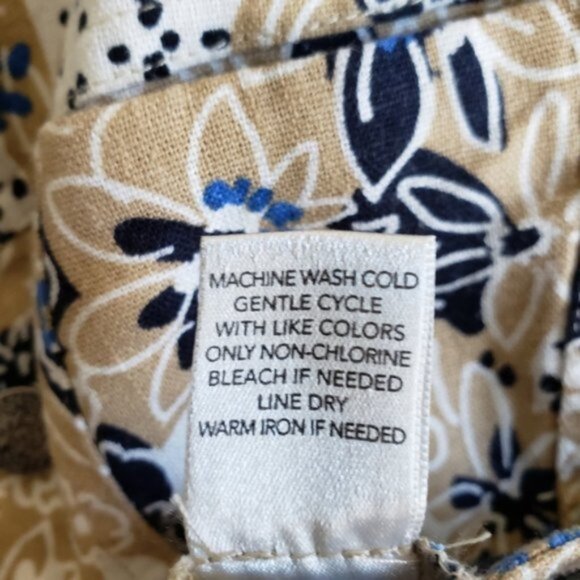 MACHINE WASH COLD
GENTLE CYCLE
WITH LIKE COLORS
ONLY NON-CHLORINE
BLEACH IF NEEDED
LINE DRY
WARM IRON IF NEEDED